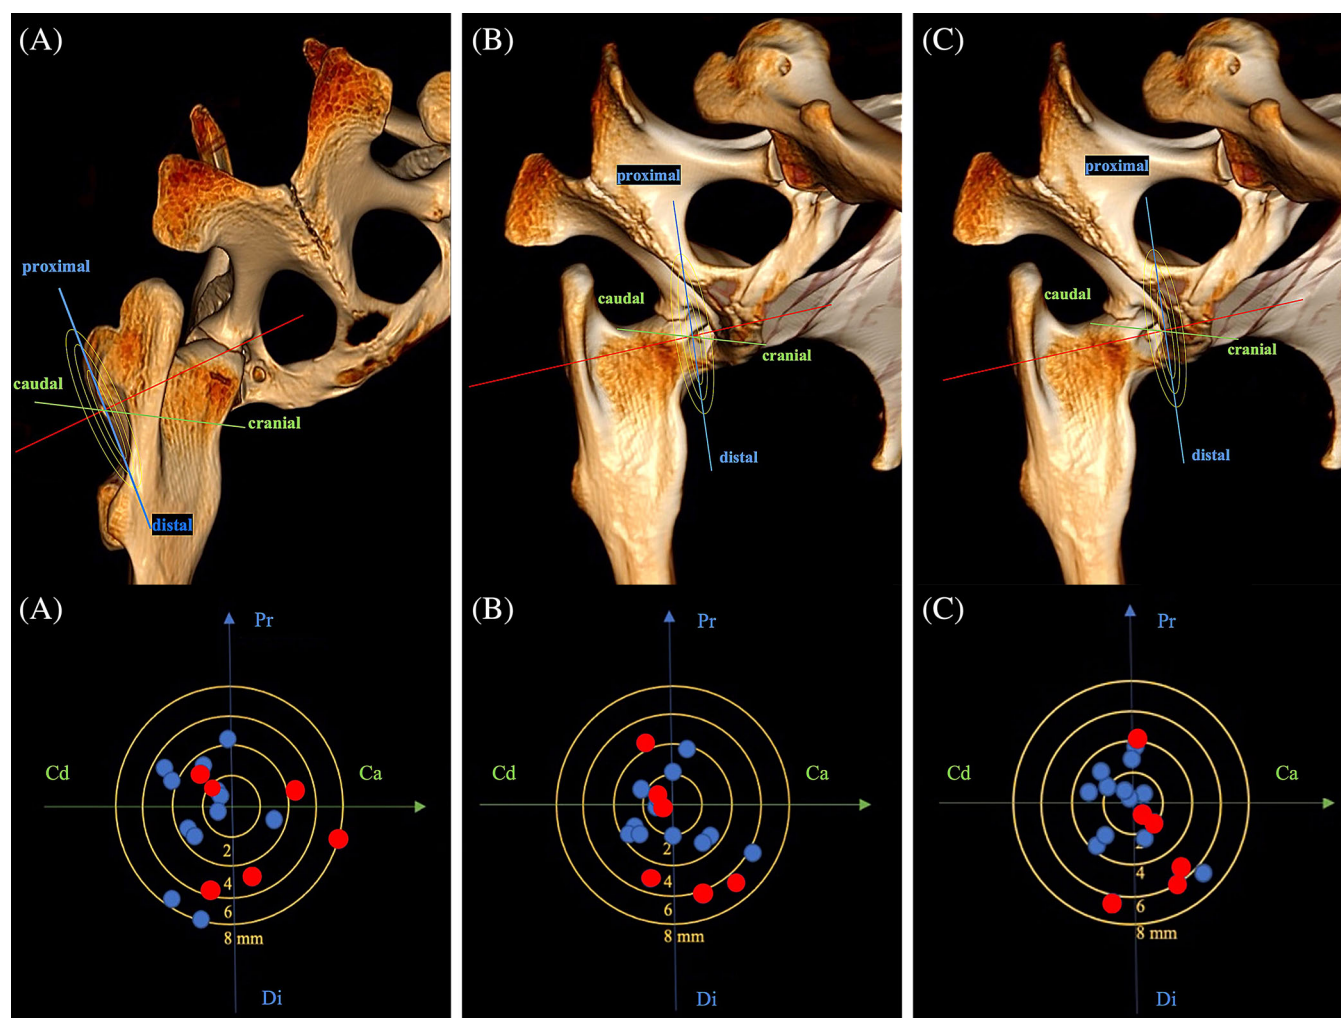 (A)
proximal
caudal
cranial
distal
(B)
proximal
caudal
cranial
distal
(C)
proximal
caudal
cranial
distal
(A)
Pr
Cd
Ca
2
4
6
8 mm
Di
(B)
Pr
Cd
Ca
2
4
6
8 mm
Di
(C)
Pr
Cd
Ca
2
4
6
8 mm
Di